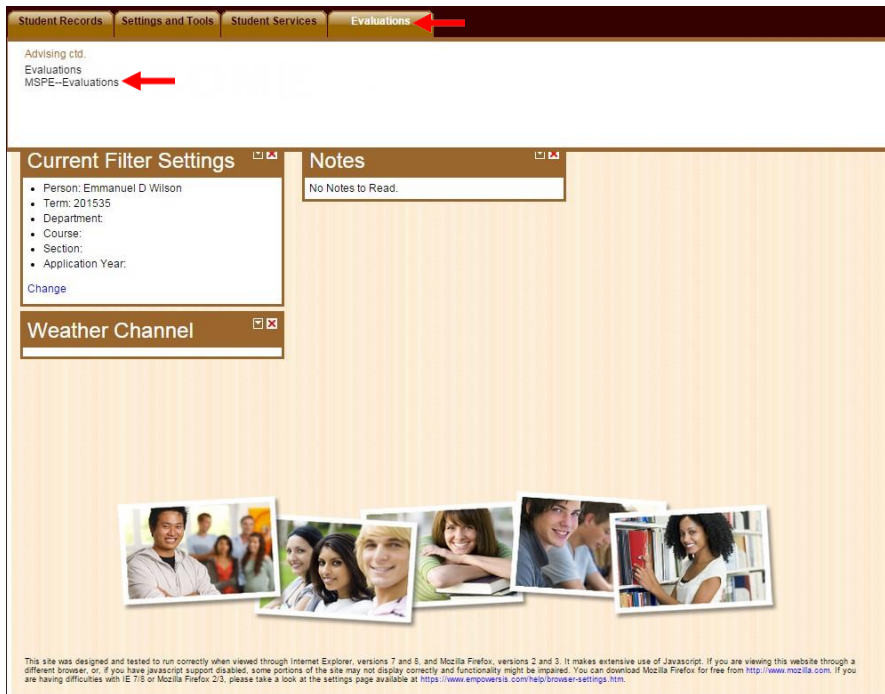 Student Records Settings and Tools Student Services Evaluations
Advising ctd.
Evaluations
MSPE--Evaluations
Current Filter Settings
Person: Emmanuel D Wilson
Term: 201535
Department:
Course:
Section:
Application Year:
Change
Notes
No Notes to Read.
Weather Channel
This site was designed and tested to run correctly when viewed through Internet Explorer, versions 7 and 8, and Mozilla Firefox, versions 2 and 3. It makes extensive use of Javascript. If you are viewing this website through a
different browser, or, if you have javascript support disabled, some portions of the site may not display correctly and functionality might be impaired. You can download Mozilla Firefox for free from http://www.mozilla.com. If you
are having difficulties with IE 7/8 or Mozilla Firefox 2/3, please take a look at the settings page available at https://www.empowersis.com/help/browser-settings.htm.